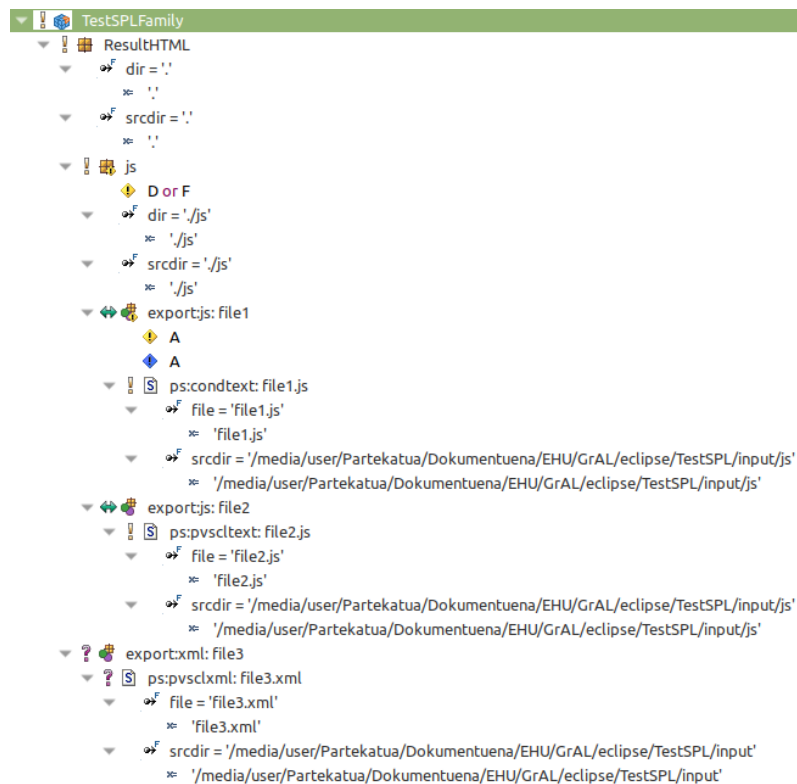 TestSPLFamily
ResultHTML
dir = '.'
'.'
srcdir = '.'
'.'
js
D or F
dir = './js'
'./js'
srcdir = './js'
'./js'
export:js: file1
A
A
ps:condtext: file1.js
file = 'file1.js'
'file1.js'
srcdir = '/media/user/Partekatua/Dokumentuena/EHU/GrAL/eclipse/TestSPL/input/js'
'/media/user/Partekatua/Dokumentuena/EHU/GrAL/eclipse/TestSPL/input/js'
export:js: file2
ps:pvscltext: file2.js
file = 'file2.js'
'file2.js'
srcdir = '/media/user/Partekatua/Dokumentuena/EHU/GrAL/eclipse/TestSPL/input/js'
'/media/user/Partekatua/Dokumentuena/EHU/GrAL/eclipse/TestSPL/input/js'
export:xml: file3
ps:pvsclxml: file3.xml
file = 'file3.xml'
'file3.xml'
srcdir = '/media/user/Partekatua/Dokumentuena/EHU/GrAL/eclipse/TestSPL/input'
'/media/user/Partekatua/Dokumentuena/EHU/GrAL/eclipse/TestSPL/input'